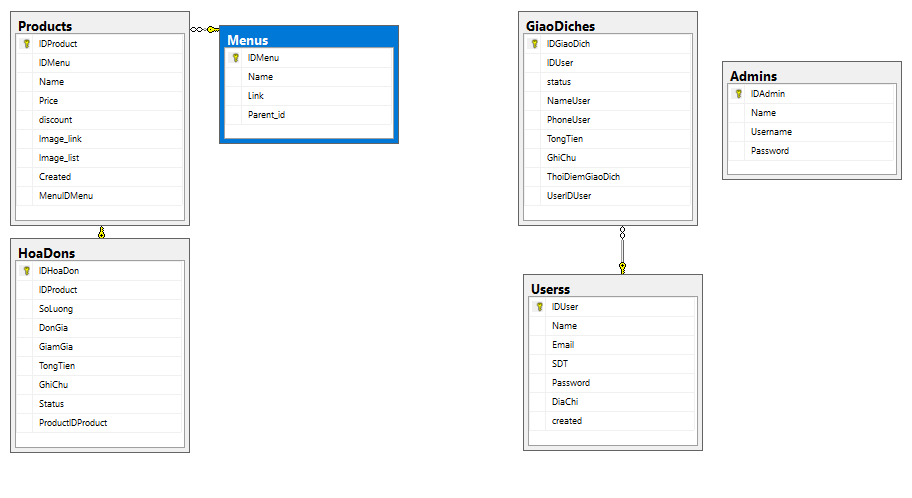 Products
IDProduct
IDMenu
Name
Price
discount
Image_link
Image_list
Created
MenuIDMenu
Menus
IDMenu
Name
Link
Parent_id
HoaDons
IDHoaDon
IDProduct
SoLuong
DonGia
GiamGia
TongTien
GhiChu
Status
ProductIDProduct
GiaoDiches
IDGiaoDich
IDUser
status
NameUser
PhoneUser
TongTien
GhiChu
ThoiDiemGiaoDich
UserIDUser
Userss
IDUser
Name
Email
SDT
Password
DiaChi
created
Admins
IDAdmin
Name
Username
Password